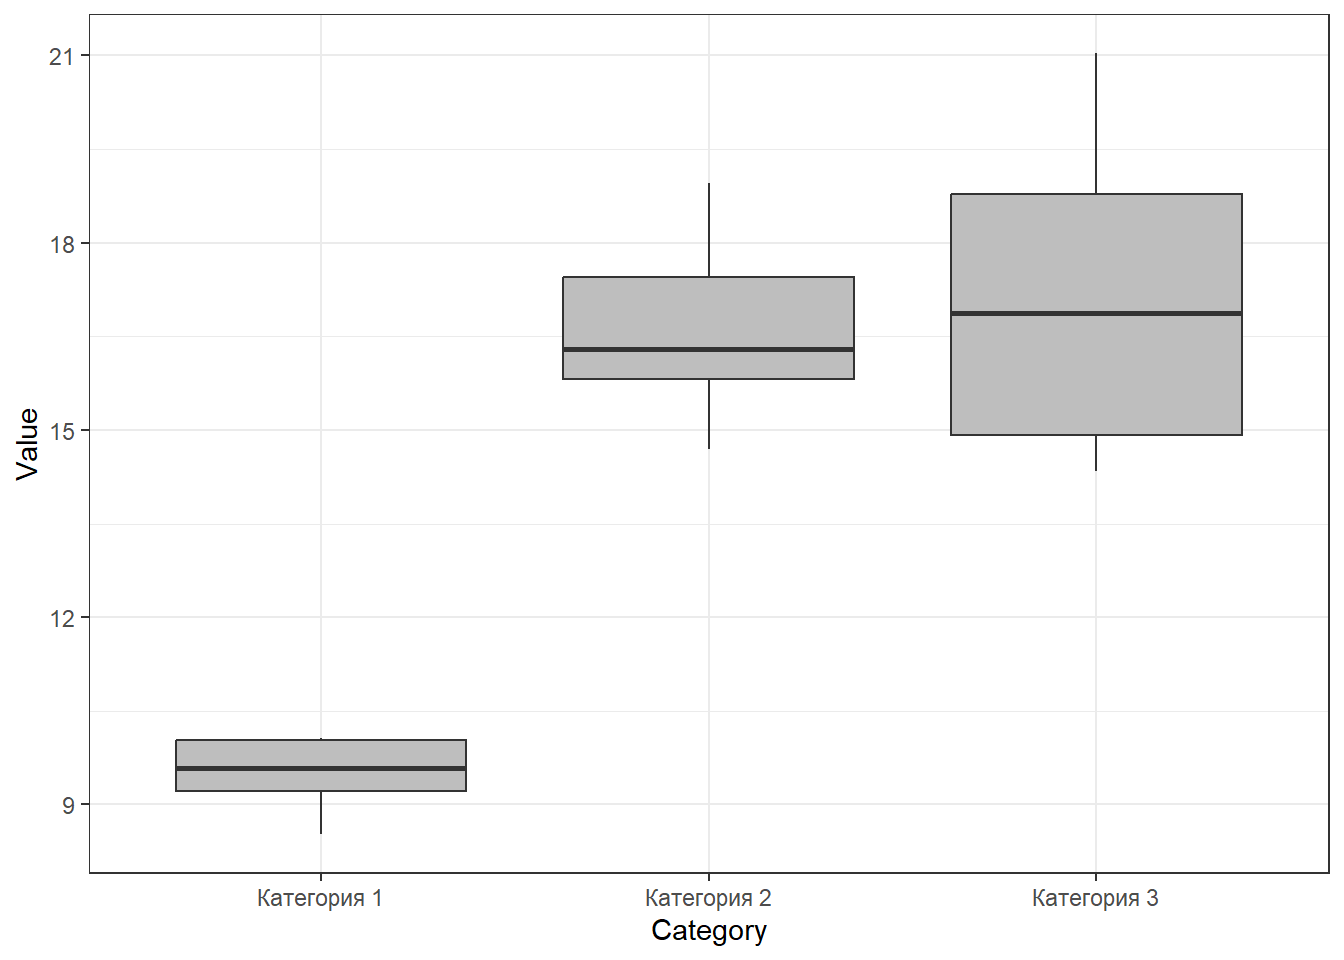 21
18
15
12
9
Value
Категория 1
Категория 2
Категория 3
Category